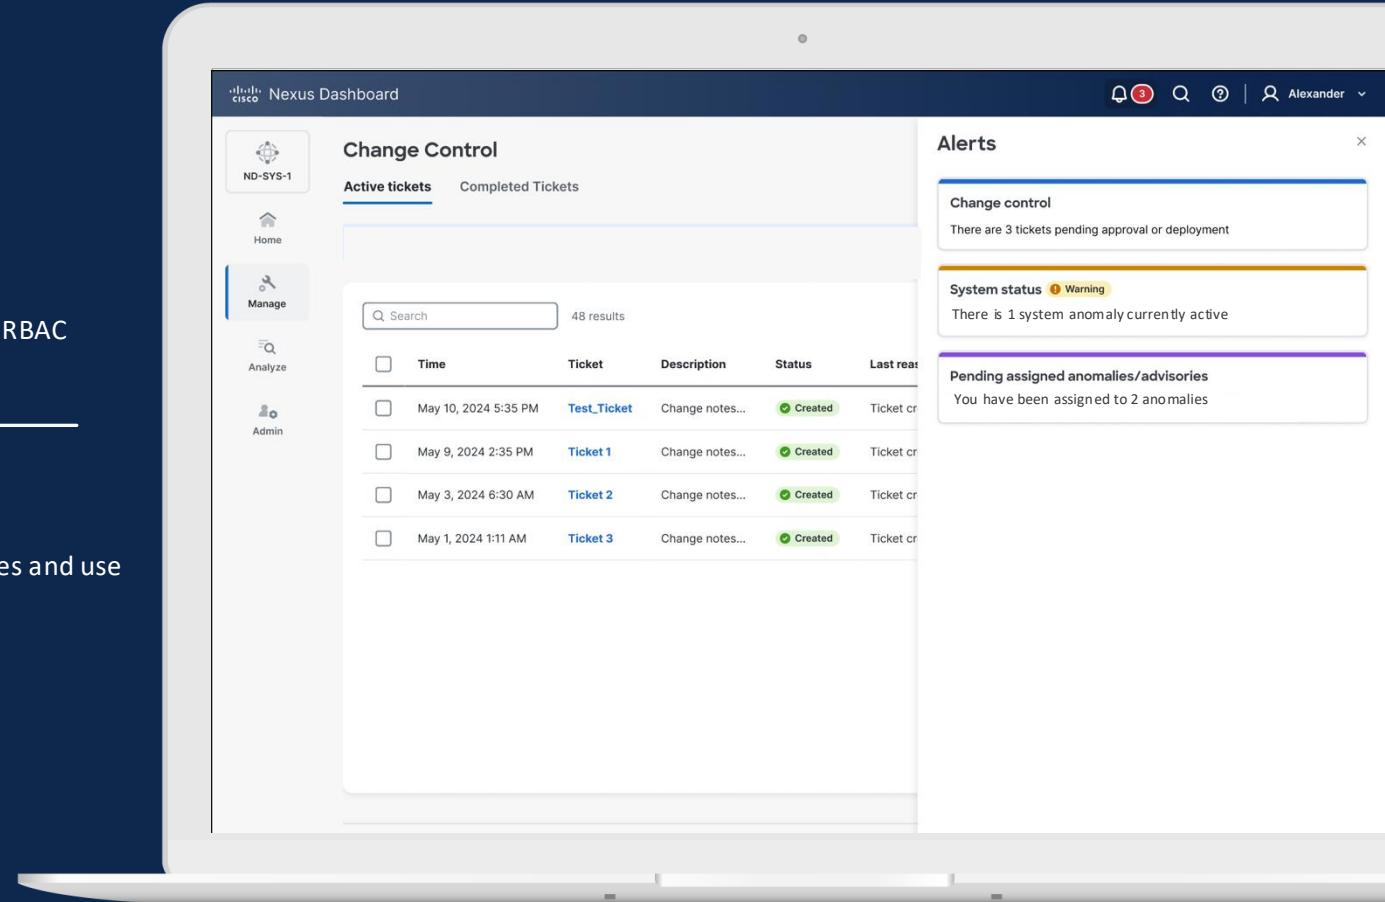 RBAC
es and use
cisco Nexus Dashboard
3
Alexander
ND-SYS-1
Home
Manage
Analyze
Admin
Change Control
Active tickets Completed Tickets
Search
48 results
Time Ticket Description Status Last reas
May 10, 2024 5:35 PM Test_Ticket Change notes... Created Ticket cr
May 9, 2024 2:35 PM Ticket 1 Change notes... Created Ticket cr
May 3, 2024 6:30 AM Ticket 2 Change notes... Created Ticket cr
May 1, 2024 1:11 AM Ticket 3 Change notes... Created Ticket cr
Alerts
Change control
There are 3 tickets pending approval or deployment
System status Warning
There is 1 system anomaly currently active
Pending assigned anomalies/advisories
You have been assigned to 2 anomalies